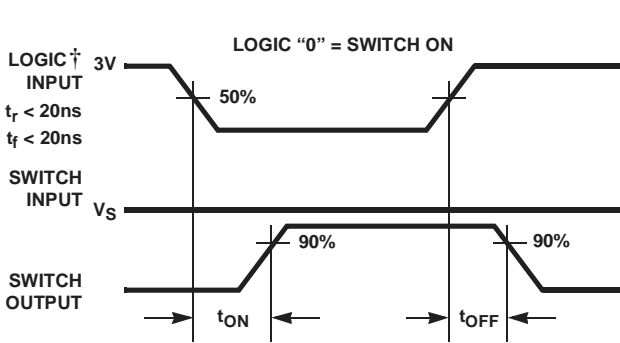 LOGIC “0” = SWITCH ON
LOGIC† 3V
INPUT
tr < 20ns
tf < 20ns
50%
SWITCH
INPUT
VS
90%
90%
SWITCH
OUTPUT
tON
tOFF